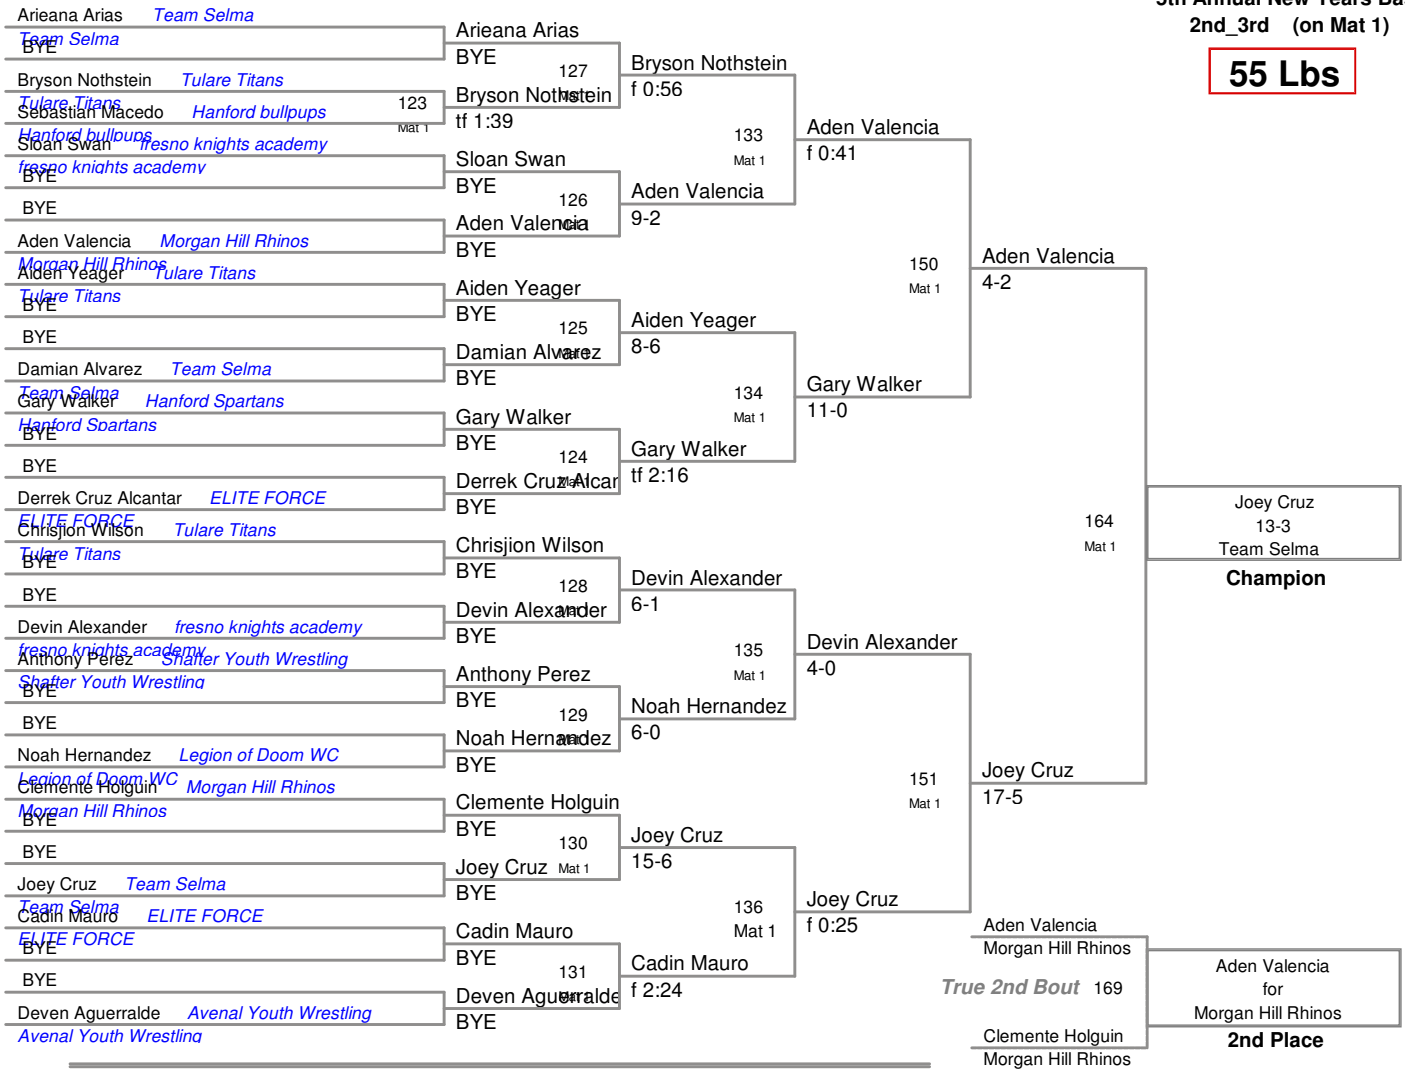 5th Annual New Years Ba
2nd_3rd (on Mat 1)
55 Lbs
Arieana Arias Team Selma
Team Selma
BYE
Bryson Nothstein Tulare Titans
Tulare Titans
Sebastian Macedo Hanford bullpups
Hanford bullpups
123
Mat 1
Sloan Swan fresno knights academy
fresno knights academy
BYE
BYE
Aden Valencia Morgan Hill Rhinos
Morgan Hill Rhinos
Aiden Yeager Tulare Titans
Tulare Titans
BYE
BYE
Damian Alvarez Team Selma
Team Selma
Gary Walker Hanford Spartans
Hanford Spartans
BYE
BYE
Derrek Cruz Alcantar ELITE FORCE
ELITE FORCE
Chrisjion Wilson Tulare Titans
Tulare Titans
BYE
BYE
Devin Alexander fresno knights academy
fresno knights academy
Anthony Perez Shafter Youth Wrestling
Shafter Youth Wrestling
BYE
BYE
Noah Hernandez Legion of Doom WC
Legion of Doom WC
Clemente Holguin Morgan Hill Rhinos
Morgan Hill Rhinos
BYE
BYE
Joey Cruz Team Selma
Team Selma
Cadin Mauro ELITE FORCE
ELITE FORCE
BYE
BYE
Deven Aguerralde Avenal Youth Wrestling
Avenal Youth Wrestling
Arieana Arias
BYE
127
Mat 1
Bryson Nothstein
tf 1:39
Sloan Swan
BYE
126
Mat 1
Aden Valencia
BYE
Aiden Yeager
BYE
125
Mat 1
Damian Alvarez
BYE
Gary Walker
BYE
124
Mat 1
Derrek Cruz Alcar
BYE
Chrisjion Wilson
BYE
128
Mat 1
Devin Alexander
BYE
Anthony Perez
BYE
129
Mat 1
Noah Hernandez
BYE
Clemente Holguin
BYE
130
Mat 1
Joey Cruz
BYE
Cadin Mauro
BYE
131
Mat 1
Deven Aguerralde
BYE
Bryson Nothstein
f 0:56
133
Mat 1
Aden Valencia
9-2
Aiden Yeager
8-6
134
Mat 1
Gary Walker
tf 2:16
Devin Alexander
6-1
135
Mat 1
Noah Hernandez
6-0
Joey Cruz
15-6
136
Mat 1
Cadin Mauro
f 2:24
Aden Valencia
f 0:41
150
Mat 1
Gary Walker
11-0
Devin Alexander
4-0
151
Mat 1
Joey Cruz
f 0:25
Aden Valencia
4-2
164
Mat 1
Joey Cruz
17-5
Joey Cruz
13-3
Team Selma
Champion
Aden Valencia
Morgan Hill Rhinos
True 2nd Bout 169
Clemente Holguin
Morgan Hill Rhinos
Aden Valencia
for
Morgan Hill Rhinos
2nd Place